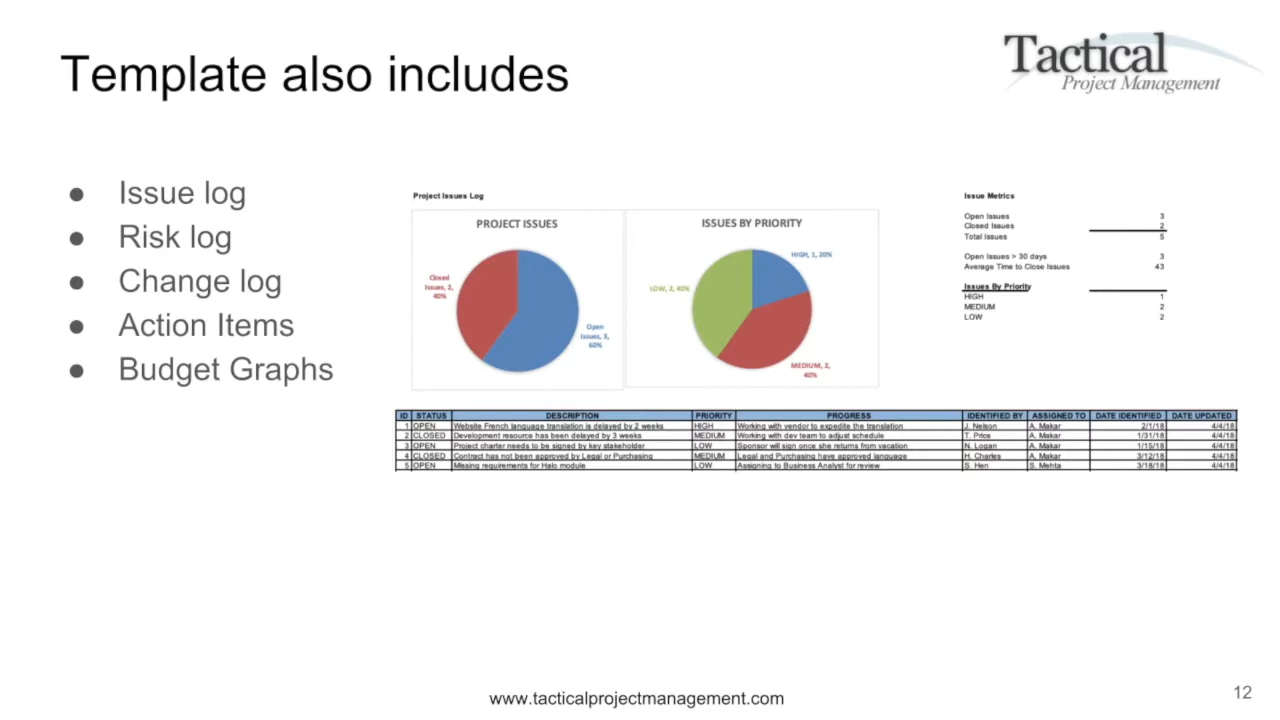 Template also includes
Tactical
Project Management
● Issue log
● Risk log
● Change log
● Action Items
● Budget Graphs
Project Issues Log
PROJECT ISSUES
Closed
Issues, 2,
40%
Open
Issues, 3,
60%
ISSUES BY PRIORITY
HIGH, 1, 20%
LOW, 2, 40%
MEDIUM, 2,
40%
Issue Metrics
Open Issues 3
Closed Issues 2
Total Issues 5
Open Issues > 30 days 3
Average Time to Close Issues 43
Issues By Priority
HIGH 1
MEDIUM 2
LOW 2
ID STATUS DESCRIPTION PRIORITY PROGRESS IDENTIFIED BY ASSIGNED TO DATE IDENTIFIED DATE UPDATED
1 OPEN Website French language translation is delayed by 2 weeks HIGH Working with vendor to expedite the translation J. Nelson A. Makar 2/1/18 4/4/18
2 CLOSED Development resource has been delayed by 3 weeks MEDIUM Working with dev team to adjust schedule T. Price A. Makar 1/31/18 4/4/18
3 OPEN Project charter needs to be signed by key stakeholder LOW Sponsor will sign once she returns from vacation N. Logan A. Makar 1/15/18 4/4/18
4 CLOSED Contract has not been approved by Legal or Purchasing MEDIUM Legal and Purchasing have approved language H. Charles A. Makar 3/12/18 4/4/18
5 OPEN Missing requirements for Halo module LOW Assigning to Business Analyst for review S. Hen S. Mehta 3/18/18 4/4/18
www.tacticalprojectmanagement.com
12